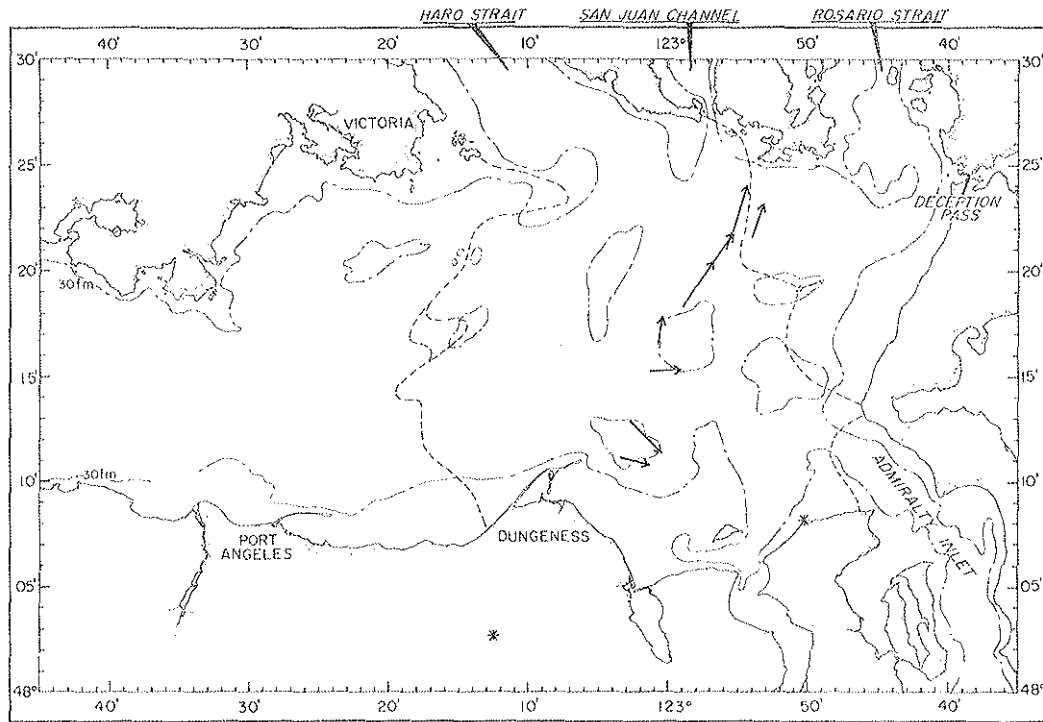 HARO STRAIT SAN JUAN CHANNEL ROSARIO STRAIT
40' 30' 20' 10' 123° 50' 40'
30' 30'
VICTORIA
25' 25'
DECEPTION
PASS
20' 20'
30fm
15' 15'
30fm
10' 10'
ADMIRALTY
INLET
PORT
ANGELES
DUNGENESS
05' 05'
48° 48°
40' 30' 20' 10' 123° 50' 40'